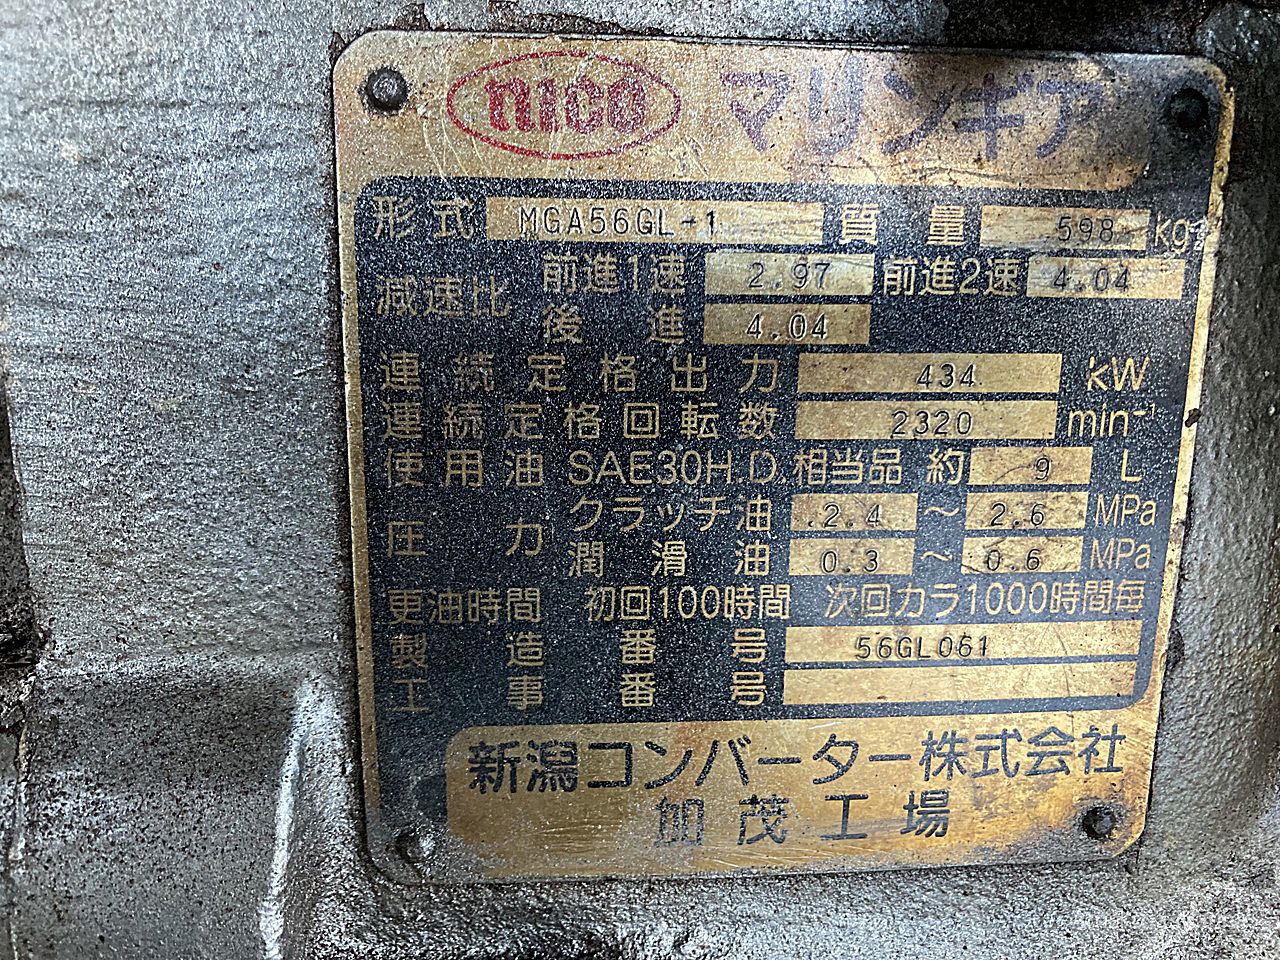 nico マリンギア
形式 MGA56GL-1 質量 598 kg
減速比 前進1速 2.97 前進2速 4.04
後進 4.04
連続定格出力 434 kW
連続定格回転数 2320 min⁻¹
使用油 SAE30H.D.相当品 約 9 L
圧力 クラッチ油 2.4 ～ 2.6 MPa
潤滑油 0.3 ～ 0.6 MPa
更油時間 初回100時間 次回カラ1000時間毎
製造番号 56GL061
工事番号
新潟コンバーター株式会社
加茂工場